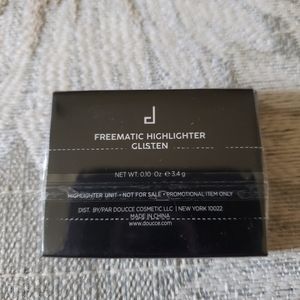 d
FREEMATIC HIGHLIGHTER
GLISTEN
NET WT. 0.10 Oz. ℮ 3.4 g
HIGHLIGHTER UNIT • NOT FOR SALE • PROMOTIONAL ITEM ONLY
DIST. BY/PAR DOUCCE COSMETIC LLC | NEW YORK 10022
MADE IN CHINA
www.doucce.com